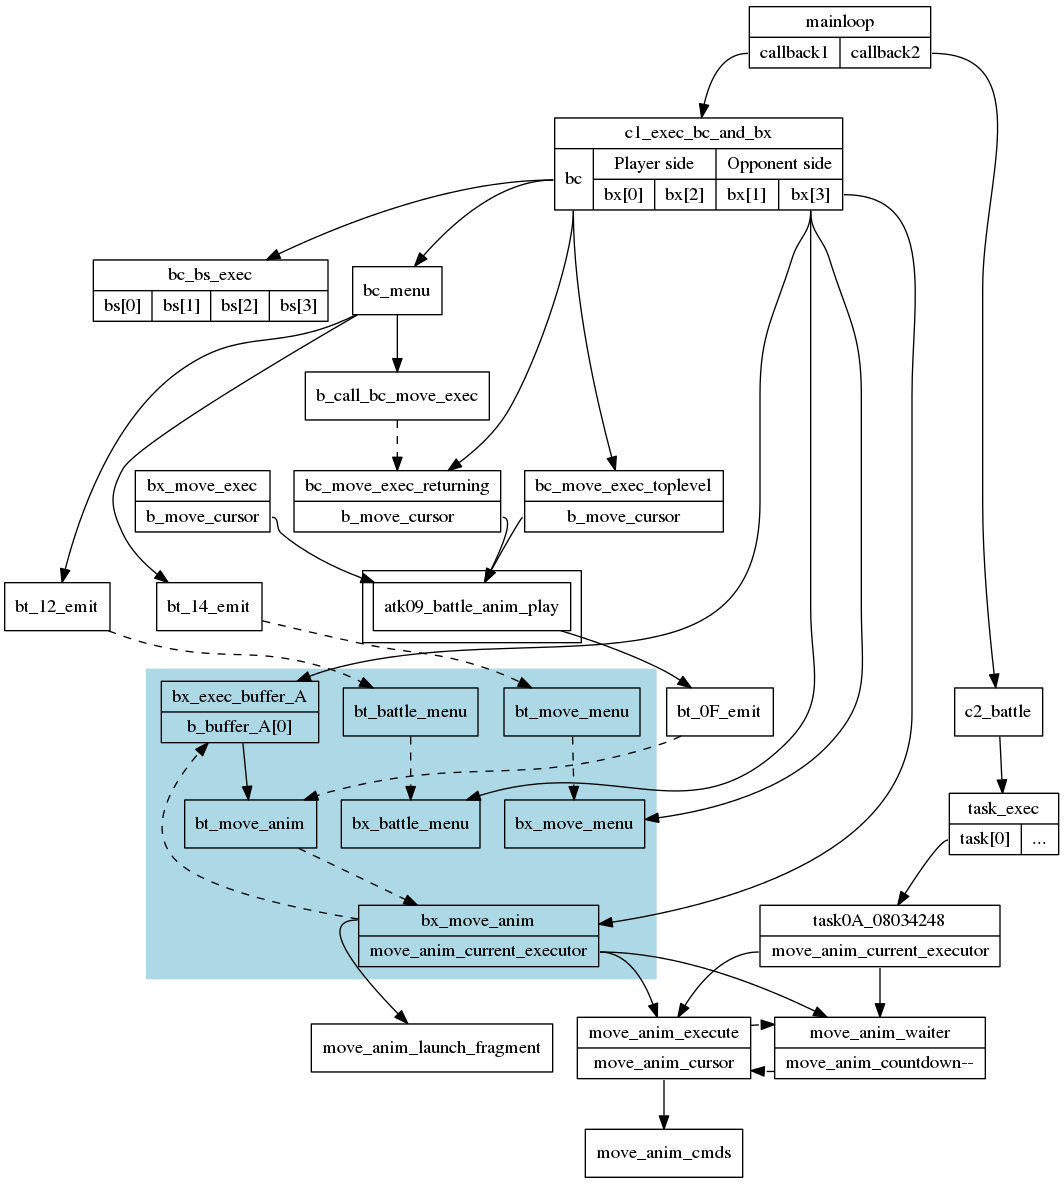 mainloop
callback1 callback2
c1_exec_bc_and_bx
bc
Player side Opponent side
bx[0] bx[2] bx[1] bx[3]
bc_bs_exec
bs[0] bs[1] bs[2] bs[3]
bc_menu
b_call_bc_move_exec
bx_move_exec
b_move_cursor
bc_move_exec_returning
b_move_cursor
bc_move_exec_toplevel
b_move_cursor
bt_12_emit
bt_14_emit
atk09_battle_anim_play
bx_exec_buffer_A
b_buffer_A[0]
bt_battle_menu
bt_move_menu
bt_0F_emit
c2_battle
bt_move_anim
bx_battle_menu
bx_move_menu
task_exec
task[0] ...
bx_move_anim
move_anim_current_executor
task0A_08034248
move_anim_current_executor
move_anim_launch_fragment
move_anim_execute
move_anim_cursor
move_anim_waiter
move_anim_countdown--
move_anim_cmds